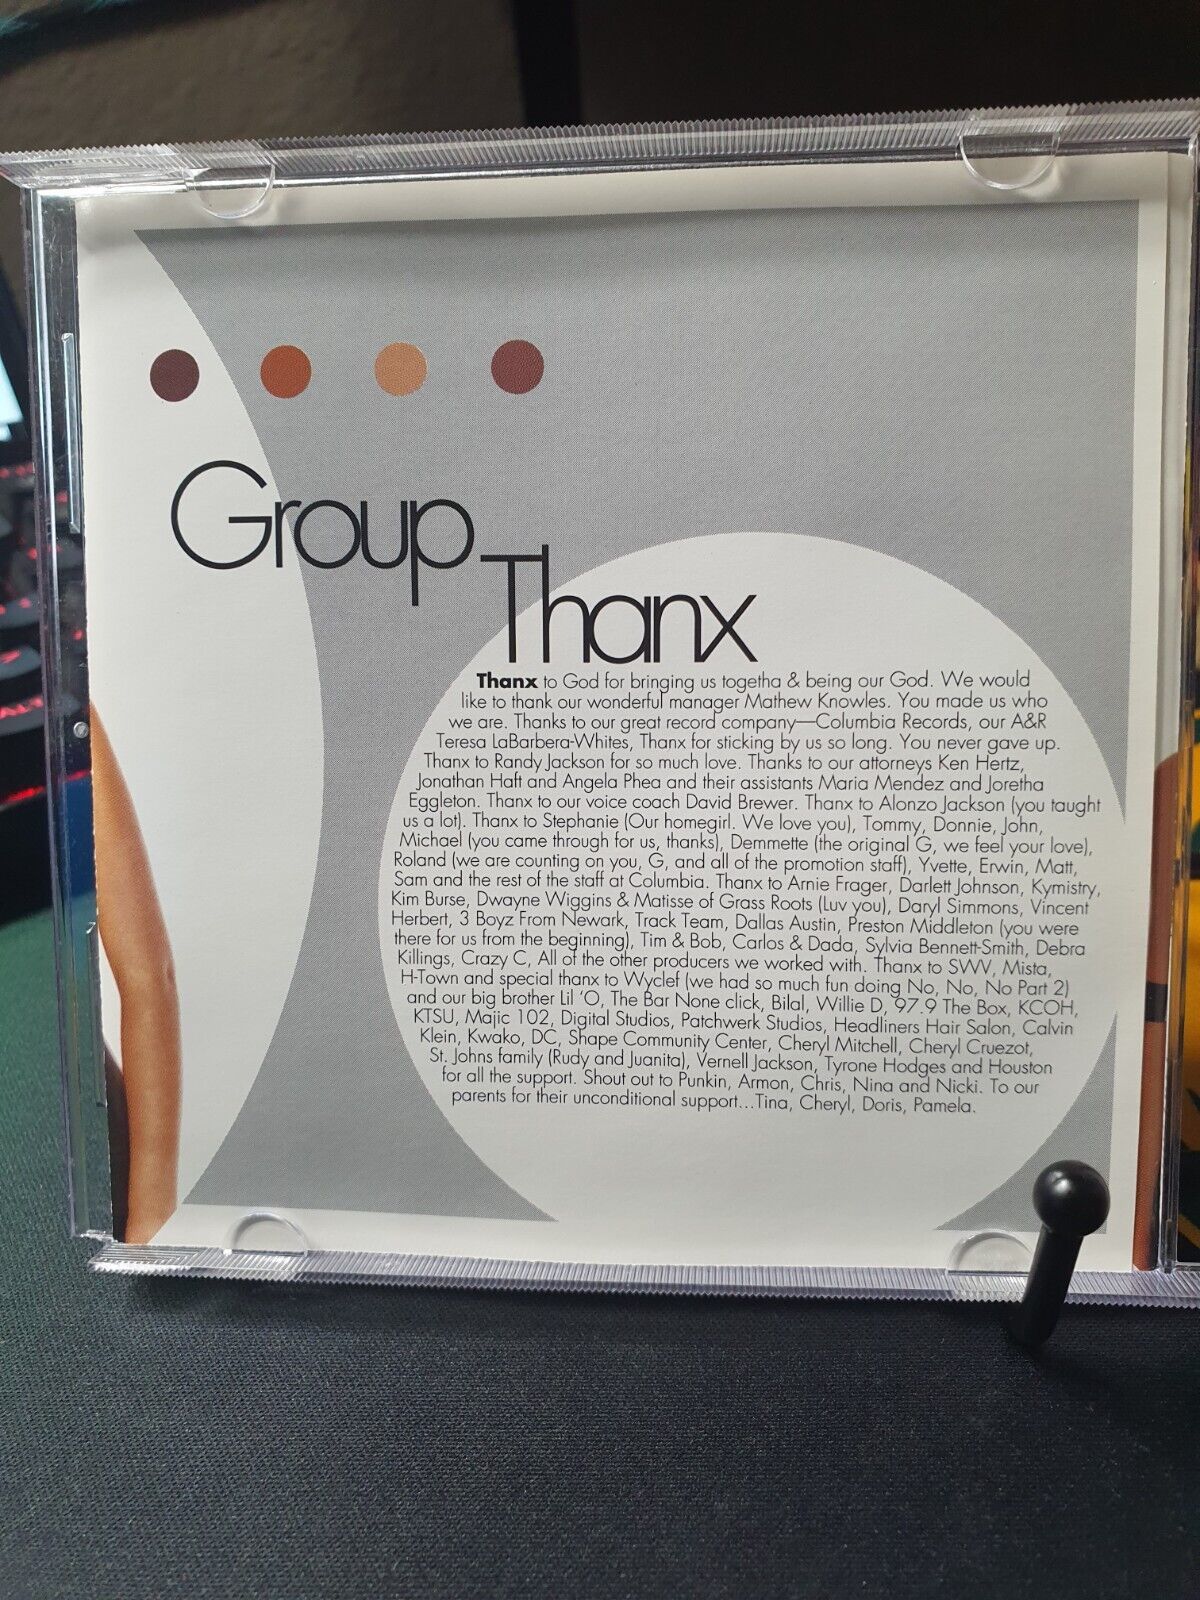 Group
Thanx
Thanx to God for bringing us togetha & being our God. We would
like to thank our wonderful manager Mathew Knowles. You made us who
we are. Thanks to our great record company—Columbia Records, our A&R
Teresa LaBarbera-Whites, Thanx for sticking by us so long. You never gave up.
Thanx to Randy Jackson for so much love. Thanks to our attorneys Ken Hertz,
Jonathan Haft and Angela Phea and their assistants Maria Mendez and Joretha
Eggleton. Thanx to our voice coach David Brewer. Thanx to Alonzo Jackson (you taught
us a lot). Thanx to Stephanie (Our homegirl. We love you), Tommy, Donnie, John,
Michael (you came through for us, thanks), Demmette (the original G, we feel your love),
Roland (we are counting on you, G, and all of the promotion staff), Yvette, Erwin, Matt,
Sam and the rest of the staff at Columbia. Thanx to Arnie Frager, Darlett Johnson, Kymistry,
Kim Burse, Dwayne Wiggins & Matisse of Grass Roots (Luv you), Daryl Simmons, Vincent
Herbert, 3 Boyz From Newark, Track Team, Dallas Austin, Preston Middleton (you were
there for us from the beginning), Tim & Bob, Carlos & Dada, Sylvia Bennett-Smith, Debra
Killings, Crazy C, All of the other producers we worked with. Thanx to SWV, Mista,
H-Town and special thanx to Wyclef (we had so much fun doing No, No, No Part 2)
and our big brother Lil 'O, The Bar None click, Bilal, Willie D, 97.9 The Box, KCOH,
KTSU, Majic 102, Digital Studios, Patchwerk Studios, Headliners Hair Salon, Calvin
Klein, Kwako, DC, Shape Community Center, Cheryl Mitchell, Cheryl Cruezot,
St. Johns family (Rudy and Juanita), Vernell Jackson, Tyrone Hodges and Houston
for all the support. Shout out to Punkin, Armon, Chris, Nina and Nicki. To our
parents for their unconditional support...Tina, Cheryl, Doris, Pamela.